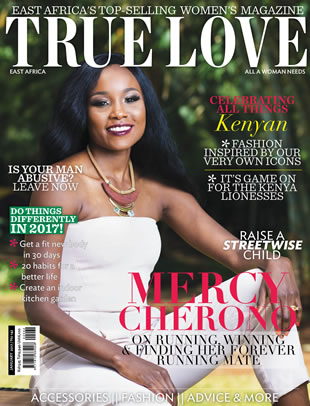 EAST AFRICA'S TOP-SELLING WOMEN'S MAGAZINE
TRUE LOVE
EAST AFRICA
ALL A WOMAN NEEDS
CELEBRATING
ALL THINGS
Kenyan
* FASHION
INSPIRED BY OUR
VERY OWN ICONS
* IT'S GAME ON
FOR THE KENYA
LIONESSES
IS YOUR MAN
ABUSIVE?
LEAVE NOW
DO THINGS
DIFFERENTLY
IN 2017!
* Get a fit new body
in 30 days
* 20 habits for a
better life
* Create an indoor
kitchen garden
RAISE A
STREETWISE
CHILD
MERCY
CHERONO
ON RUNNING, WINNING
& FINDING HER FOREVER
RUNNING MATE
ACCESSORIES || FASHION || ADVICE & MORE